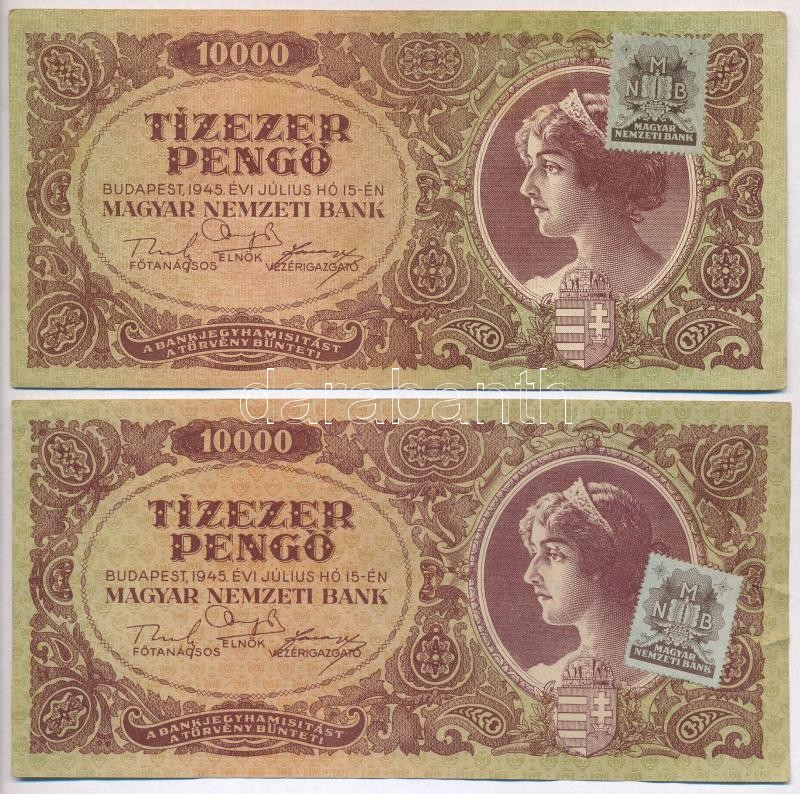 10000
M
N B
MAGYAR
NEMZETI BANK
TÍZEZER
PENGŐ
BUDAPEST, 1945. ÉVI JÚLIUS HÓ 15-ÉN
MAGYAR NEMZETI BANK
FŐTANÁCSOS ELNÖK VEZÉRIGAZGATÓ
A BANKJEGYHAMISITÁST
A TÖRVÉNY BÜNTETI
darabanth
10000
TÍZEZER
PENGŐ
BUDAPEST, 1945. ÉVI JÚLIUS HÓ 15-ÉN
MAGYAR NEMZETI BANK
M
N B
MAGYAR
NEMZETI BANK
FŐTANÁCSOS ELNÖK VEZÉRIGAZGATÓ
A BANKJEGYHAMISITÁST
A TÖRVÉNY BÜNTETI